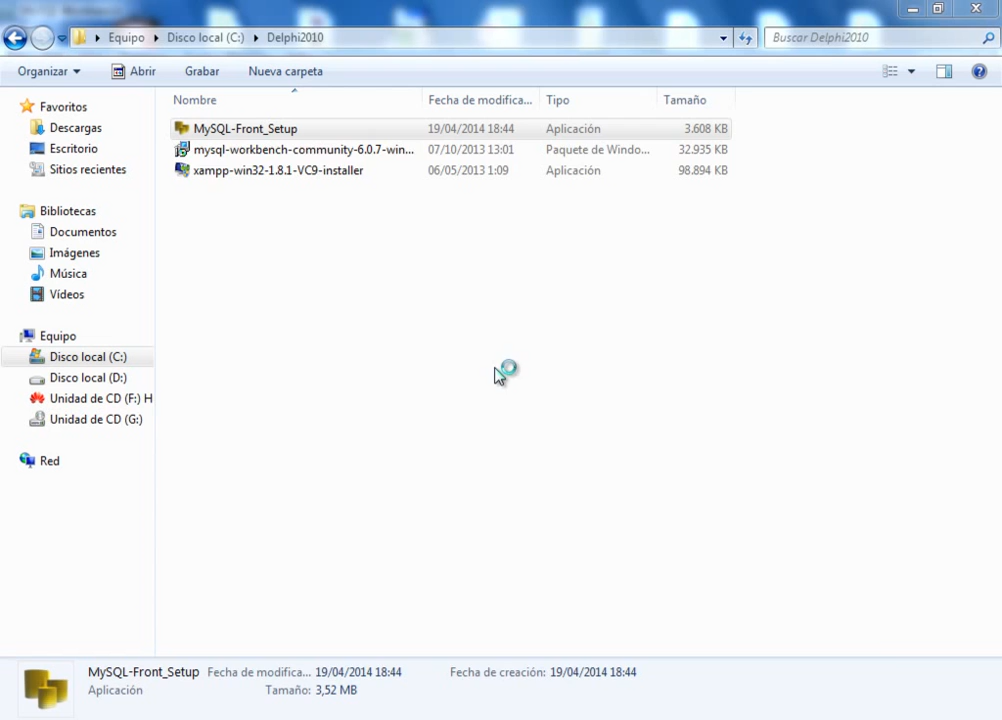 Equipo
Disco local (C:)
Delphi2010
Buscar Delphi2010
Organizar
Abrir
Grabar
Nueva carpeta
Nombre
Fecha de modifica...
Tipo
Tamaño
MySQL-Front_Setup
19/04/2014 18:44
Aplicación
3.608 KB
mysql-workbench-community-6.0.7-win...
07/10/2013 13:01
Paquete de Windo...
32.935 KB
xampp-win32-1.8.1-VC9-installer
06/05/2013 1:09
Aplicación
98.894 KB
Favoritos
Descargas
Escritorio
Sitios recientes
Bibliotecas
Documentos
Imágenes
Música
Vídeos
Equipo
Disco local (C:)
Disco local (D:)
Unidad de CD (F:) H
Unidad de CD (G:)
Red
MySQL-Front_Setup
Fecha de modifica... 19/04/2014 18:44
Fecha de creación: 19/04/2014 18:44
Aplicación
Tamaño: 3,52 MB